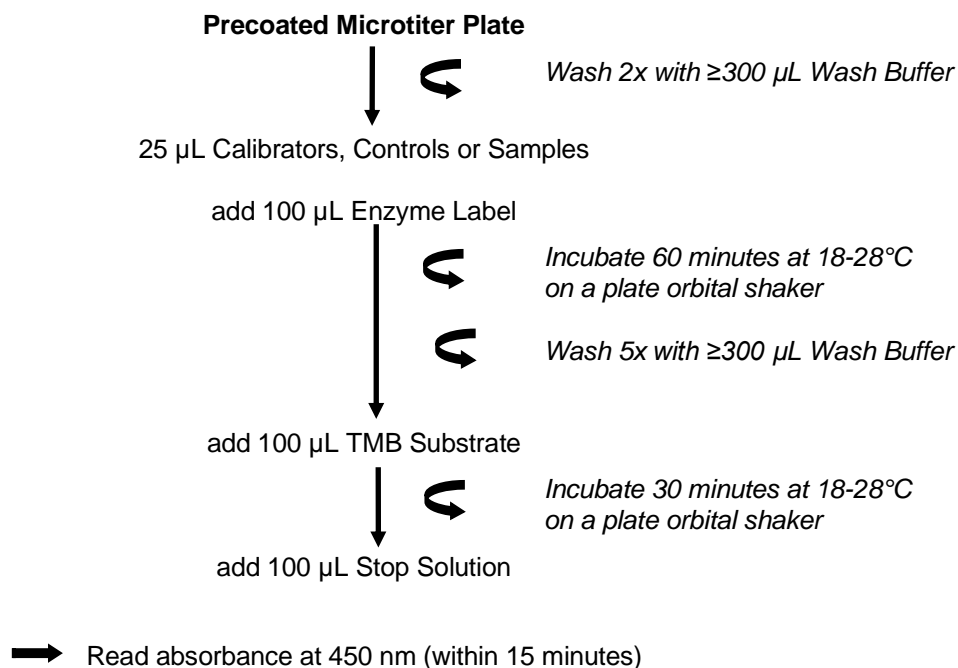 Precoated Microtiter Plate
Wash 2x with ≥300 µL Wash Buffer
25 µL Calibrators, Controls or Samples
add 100 µL Enzyme Label
Incubate 60 minutes at 18-28°C
on a plate orbital shaker
Wash 5x with ≥300 µL Wash Buffer
add 100 µL TMB Substrate
Incubate 30 minutes at 18-28°C
on a plate orbital shaker
add 100 µL Stop Solution
Read absorbance at 450 nm (within 15 minutes)